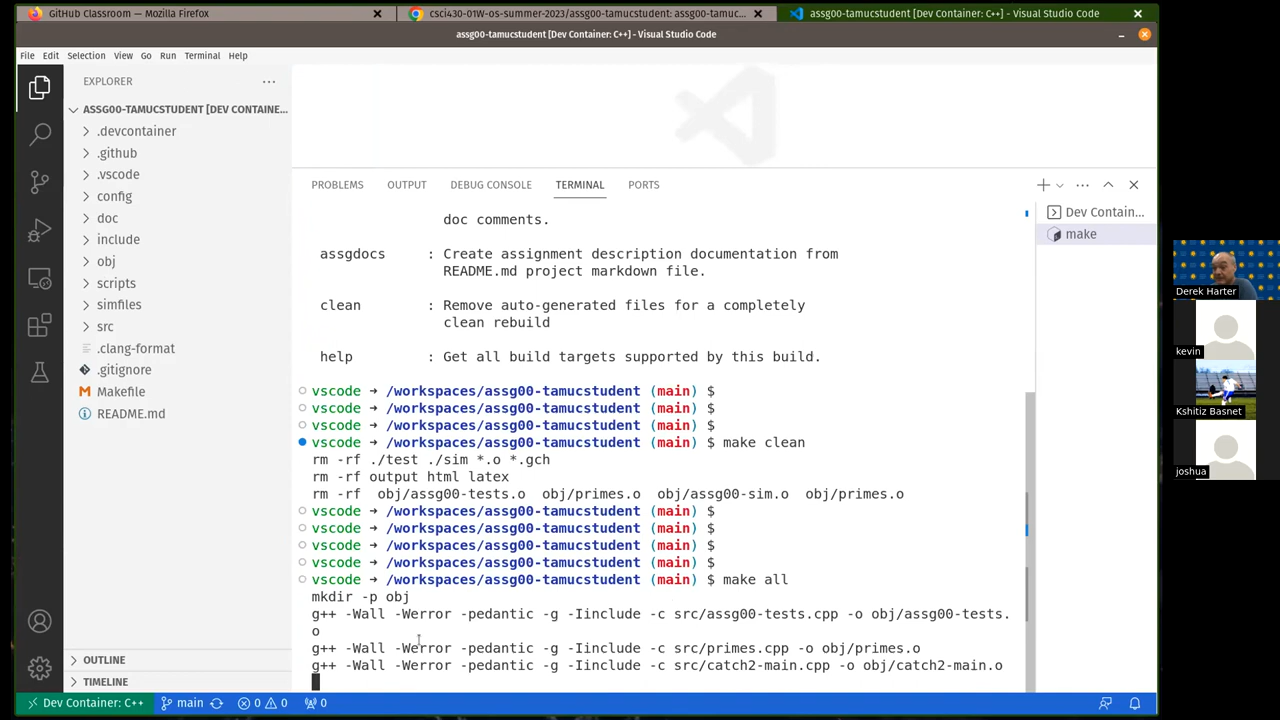 GitHub Classroom — Mozilla Firefox
csci430-01W-os-summer-2023/assg00-tamucstudent: assg00-tamuc...
assg00-tamucstudent [Dev Container: C++] - Visual Studio Code
assg00-tamucstudent [Dev Container: C++] - Visual Studio Code
File Edit Selection View Go Run Terminal Help
EXPLORER
ASSG00-TAMUCSTUDENT [DEV CONTAINE...
.devcontainer
.github
.vscode
config
doc
include
obj
scripts
simfiles
src
.clang-format
.gitignore
Makefile
README.md
OUTLINE
TIMELINE
PROBLEMS OUTPUT DEBUG CONSOLE TERMINAL PORTS
doc comments.
assgdocs : Create assignment description documentation from
README.md project markdown file.
clean : Remove auto-generated files for a completely
clean rebuild
help : Get all build targets supported by this build.
vscode ➜ /workspaces/assg00-tamucstudent (main) $
vscode ➜ /workspaces/assg00-tamucstudent (main) $
vscode ➜ /workspaces/assg00-tamucstudent (main) $
vscode ➜ /workspaces/assg00-tamucstudent (main) $ make clean
rm -rf ./test ./sim *.o *.gch
rm -rf output html latex
rm -rf obj/assg00-tests.o obj/primes.o obj/assg00-sim.o obj/primes.o
vscode ➜ /workspaces/assg00-tamucstudent (main) $
vscode ➜ /workspaces/assg00-tamucstudent (main) $
vscode ➜ /workspaces/assg00-tamucstudent (main) $
vscode ➜ /workspaces/assg00-tamucstudent (main) $
vscode ➜ /workspaces/assg00-tamucstudent (main) $ make all
mkdir -p obj
g++ -Wall -Werror -pedantic -g -Iinclude -c src/assg00-tests.cpp -o obj/assg00-tests.
o
g++ -Wall -Werror -pedantic -g -Iinclude -c src/primes.cpp -o obj/primes.o
g++ -Wall -Werror -pedantic -g -Iinclude -c src/catch2-main.cpp -o obj/catch2-main.o
Dev Contain...
make
Dev Container: C++ main 0 0 0
Derek Harter
kevin
Kshitiz Basnet
joshua